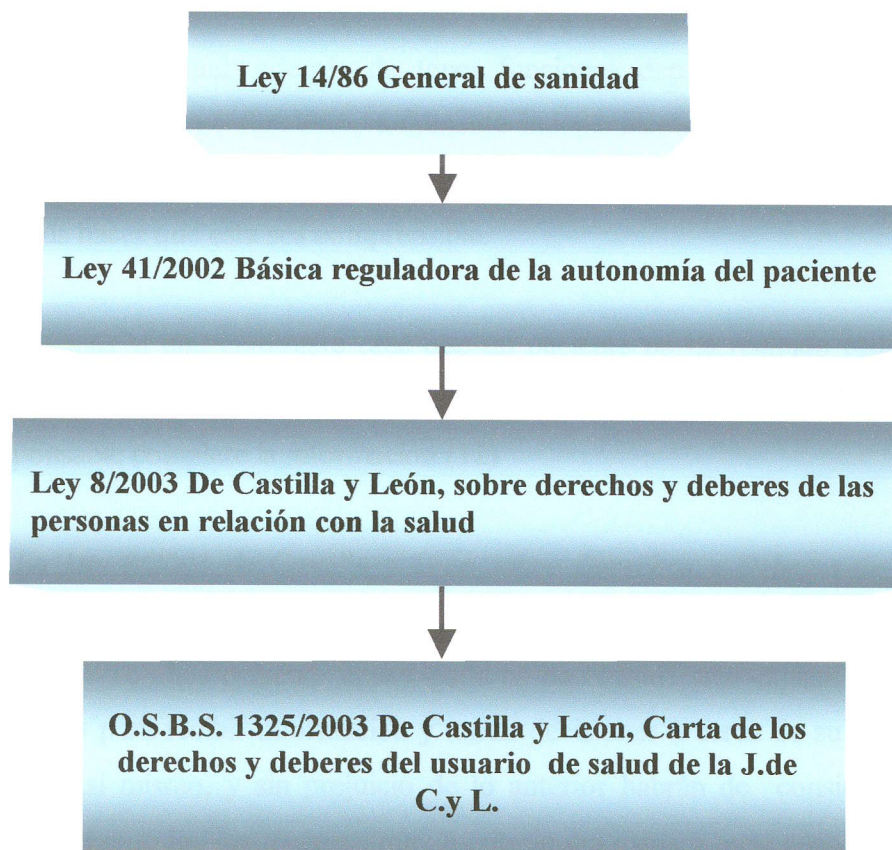 Ley 14/86 General de sanidad
Ley 41/2002 Básica reguladora de la autonomía del paciente
Ley 8/2003 De Castilla y León, sobre derechos y deberes de las
personas en relación con la salud
O.S.B.S. 1325/2003 De Castilla y León, Carta de los
derechos y deberes del usuario de salud de la J.de
C.y L.